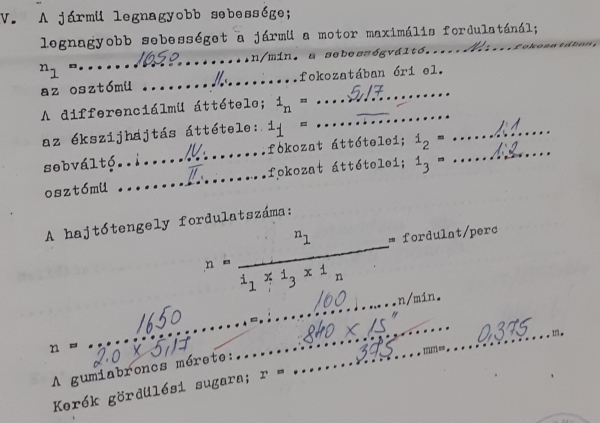 V. A jármű legnagyobb sebessége;
legnagyobb sebességet a jármű a motor maximális fordulatánál;
n1 =......1650......n/min. a sebességváltó...IV...fokozatában,
az osztómű ......II.......fokozatában éri el.
A differenciálmű áttétele; i n = ....5,17....
az ékszíjhajtás áttétele: i1 = ....—....
sebváltó...IV.......fokozat áttételei; i2 = ....1:1....
osztómű ....II.......fokozat áttételei; i3 = ....1:2....
A hajtótengely fordulatszáma:
n = n1 / i1 x i3 x i n = fordulat/perc
n = 1650 / 2.0 x 5,17 = ....160....n/min.
A gumiabroncs mérete:....840 x 15"....
Kerék gördülési sugara; r = ....375....mm=....0,375....m.